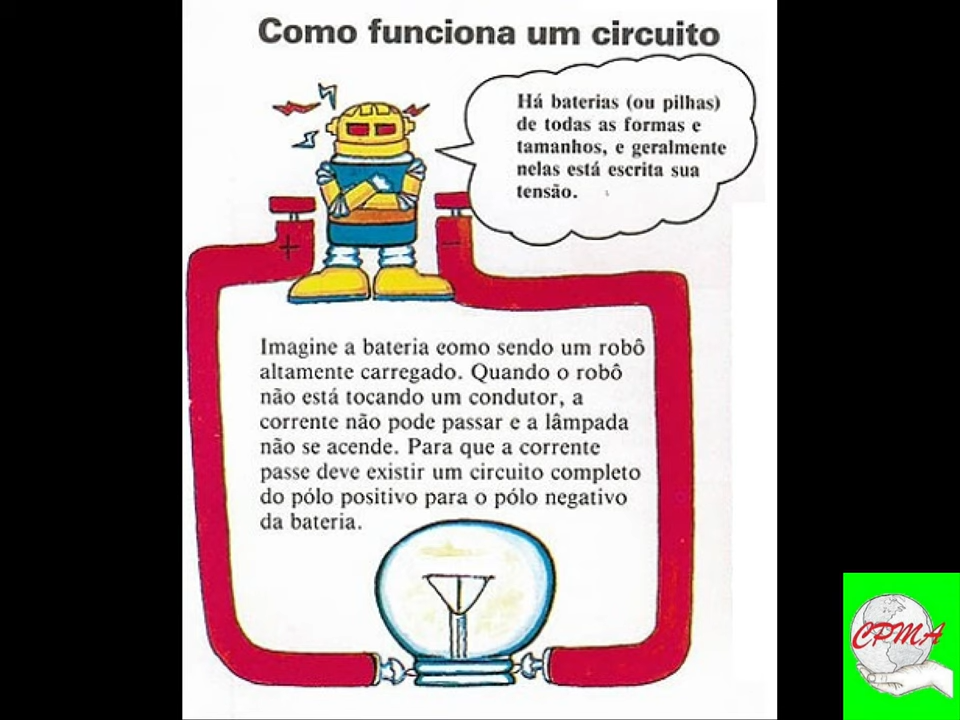 Como funciona um circuito
Há baterias (ou pilhas)
de todas as formas e
tamanhos, e geralmente
nelas está escrita sua
tensão.
+
−
Imagine a bateria como sendo um robô
altamente carregado. Quando o robô
não está tocando um condutor, a
corrente não pode passar e a lâmpada
não se acende. Para que a corrente
passe deve existir um circuito completo
do pólo positivo para o pólo negativo
da bateria.
CPMA